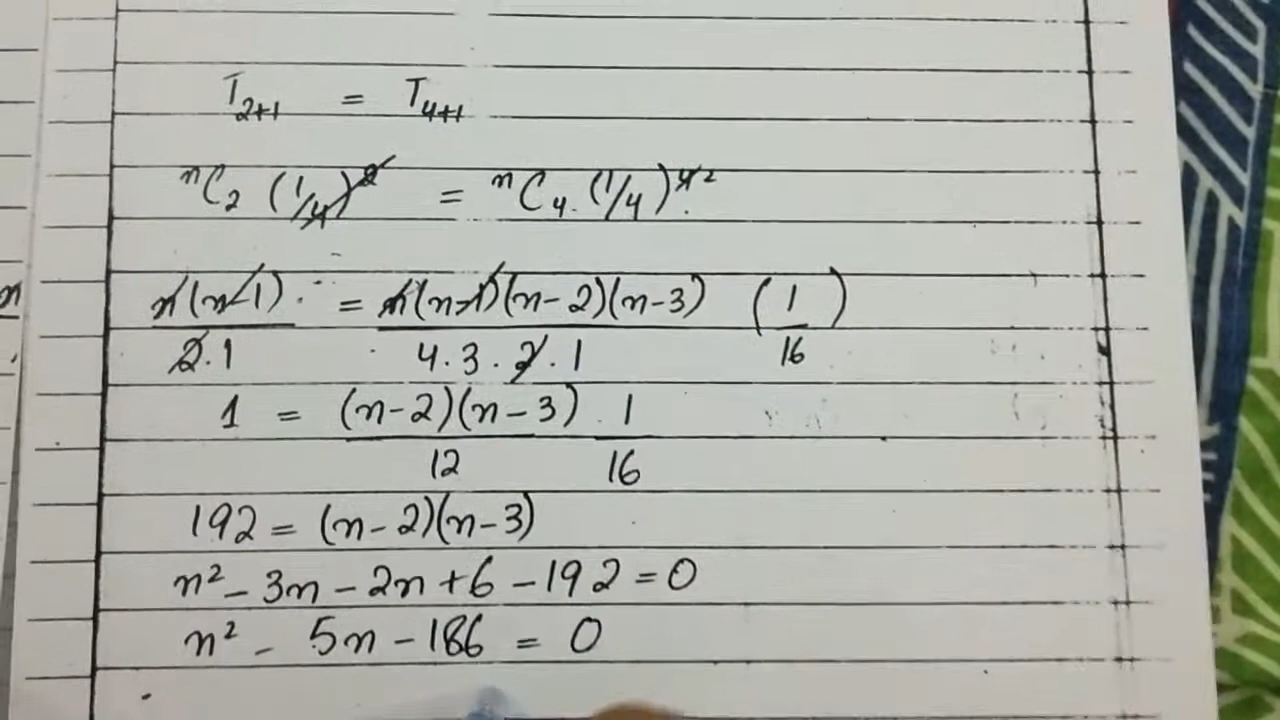 T₂₊₁ = T₄₊₁
ⁿC₂ (1/4)² = ⁿC₄. (1/4)⁴ ²
n(n-1) . = n(n-1)(n-2)(n-3) (1)
2.1 4.3.2.1 16
1 = (n-2)(n-3) 1
12 16
192 = (n-2)(n-3)
n² - 3n - 2n + 6 - 192 = 0
n² - 5n - 186 = 0
n